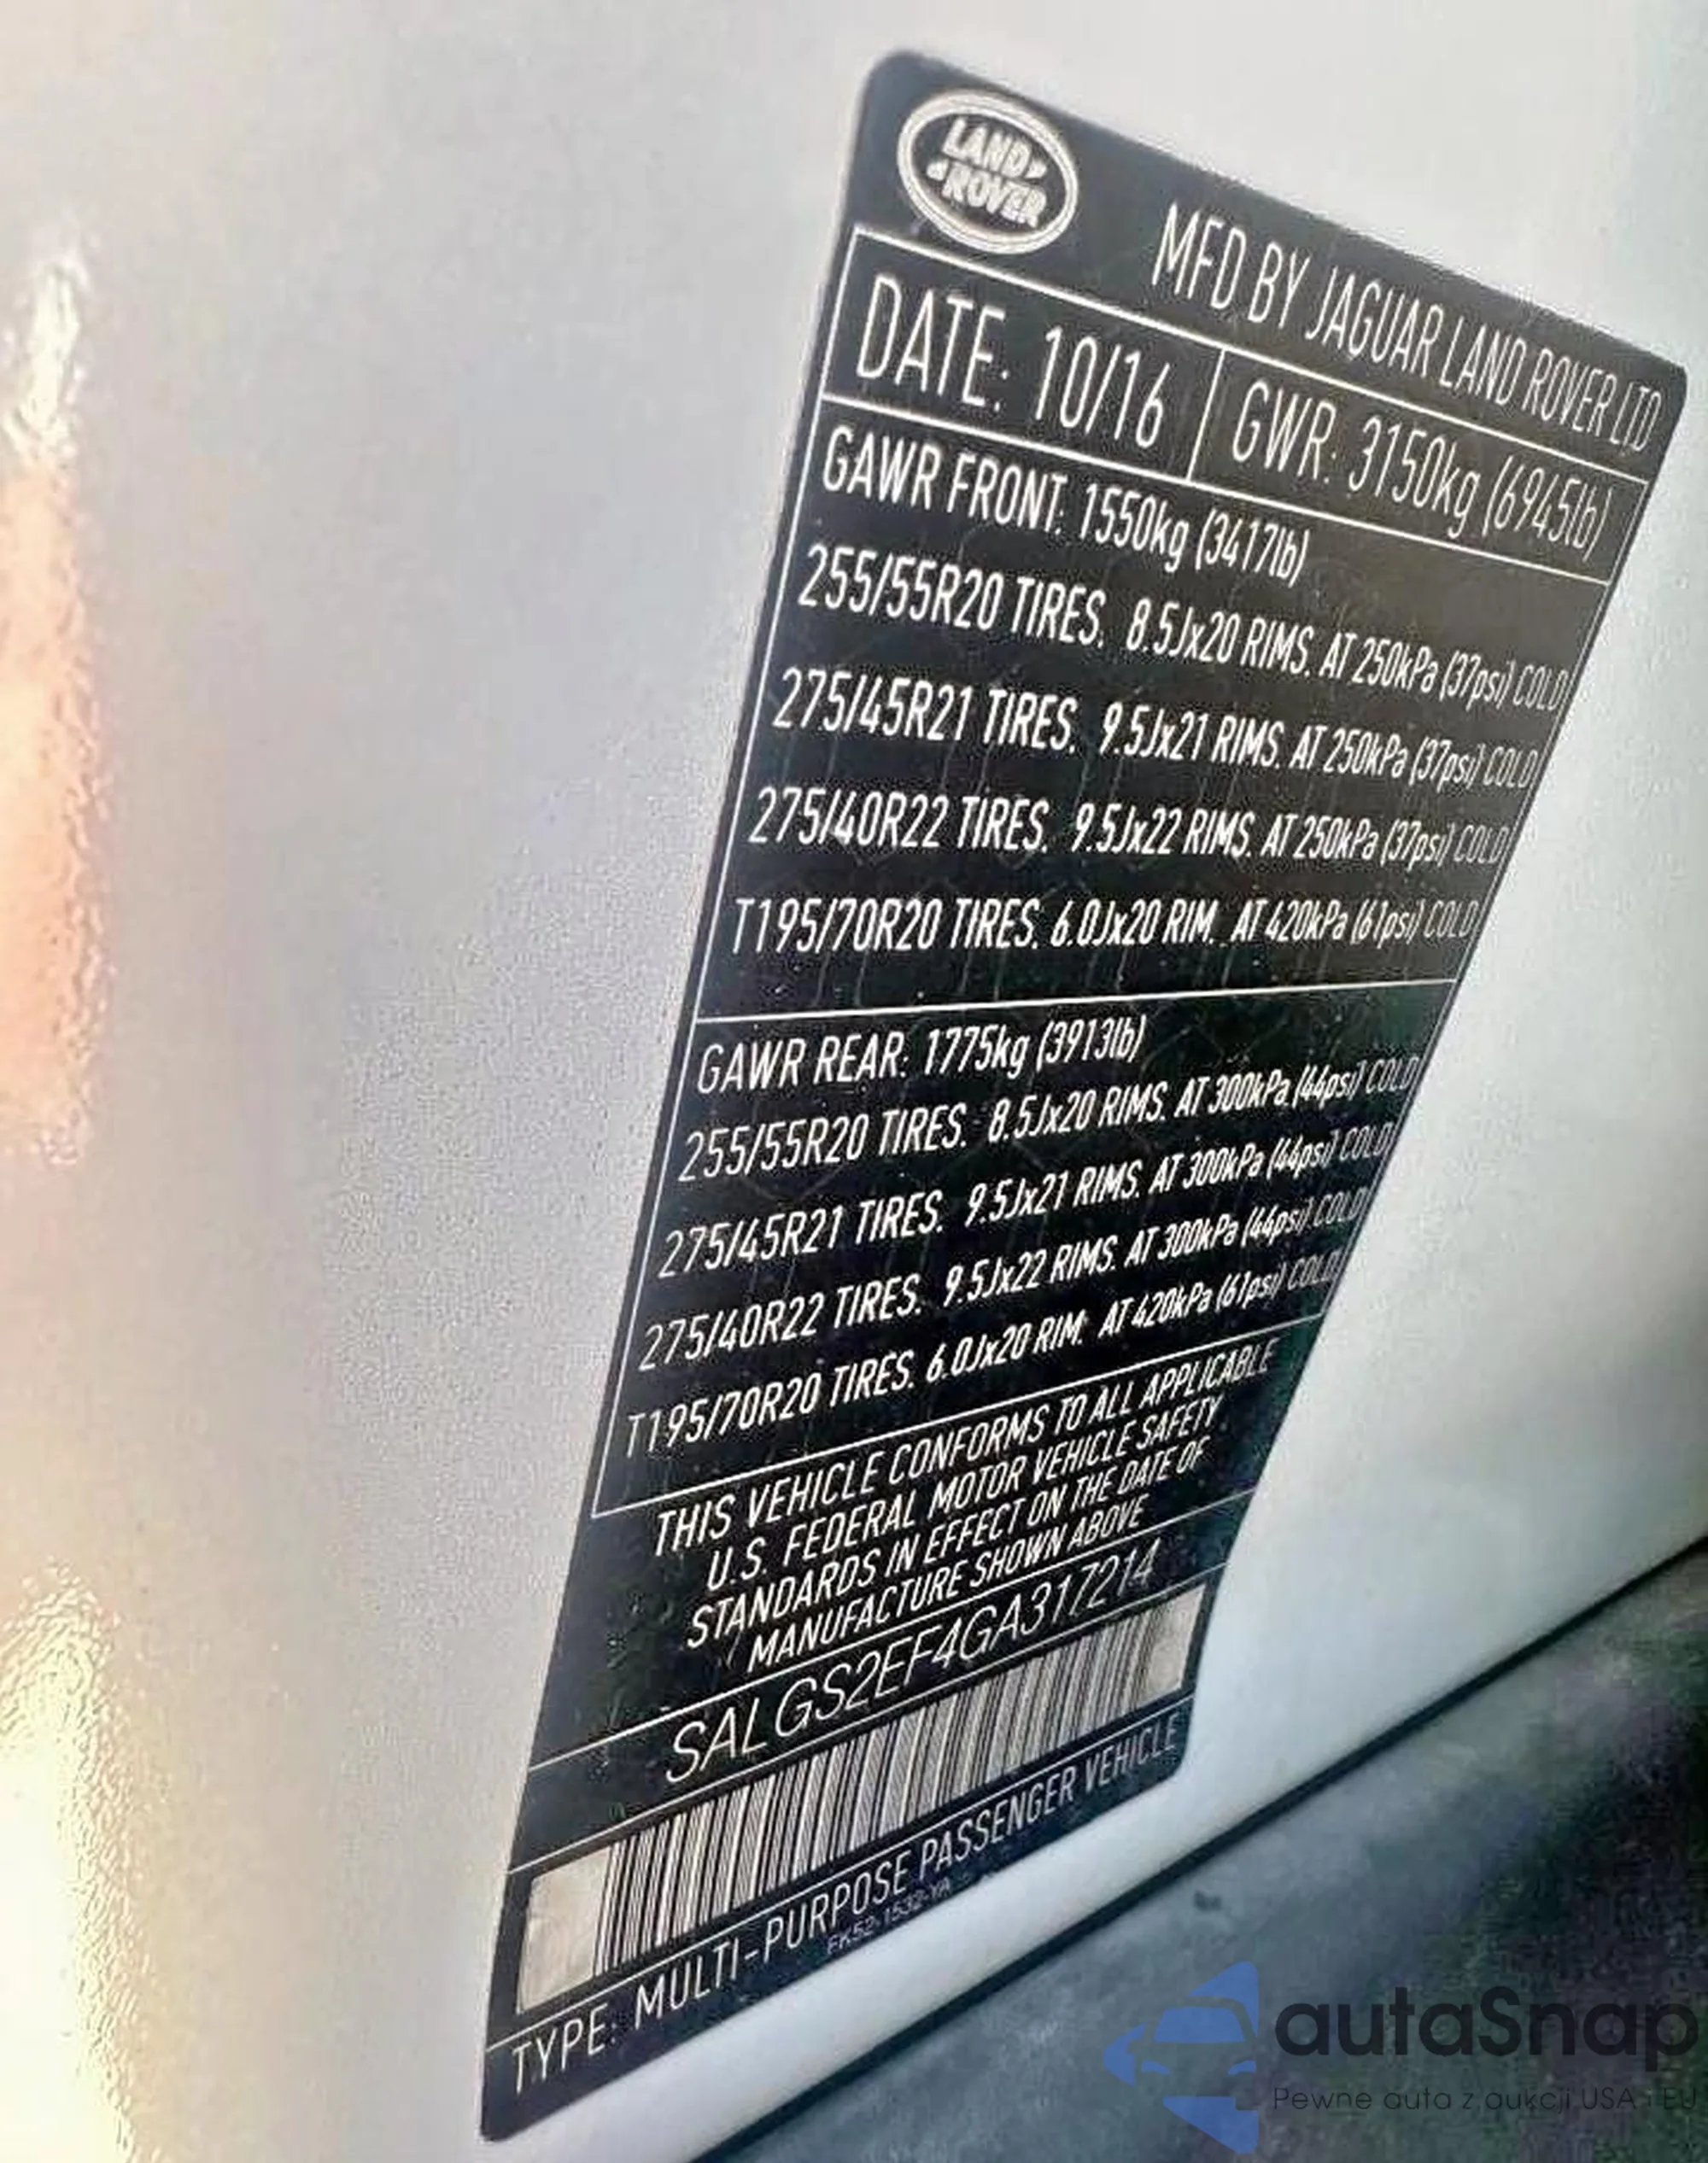 LAND
ROVER
MFD BY JAGUAR LAND ROVER LTD
DATE: 10/16 GWR: 3150kg (6945lb)
GAWR FRONT: 1550kg (3417lb)
255/55R20 TIRES. 8.5Jx20 RIMS. AT 250kPa (37psi) COLD
275/45R21 TIRES. 9.5Jx21 RIMS. AT 250kPa (37psi) COLD
275/40R22 TIRES. 9.5Jx22 RIMS. AT 250kPa (37psi) COLD
T195/70R20 TIRES. 6.0Jx20 RIM. AT 420kPa (61psi) COLD
GAWR REAR: 1775kg (3913lb)
255/55R20 TIRES. 8.5Jx20 RIMS. AT 300kPa (44psi) COLD
275/45R21 TIRES. 9.5Jx21 RIMS. AT 300kPa (44psi) COLD
275/40R22 TIRES. 9.5Jx22 RIMS. AT 300kPa (44psi) COLD
T195/70R20 TIRES. 6.0Jx20 RIM. AT 420kPa (61psi) COLD
THIS VEHICLE CONFORMS TO ALL APPLICABLE
U.S. FEDERAL MOTOR VEHICLE SAFETY
STANDARDS IN EFFECT ON THE DATE OF
MANUFACTURE SHOWN ABOVE
SALGS2EF4GA317214
TYPE: MULTI-PURPOSE PASSENGER VEHICLE
FK52-1532-YA
autaSnap
Pewne auta z aukcji USA i EU